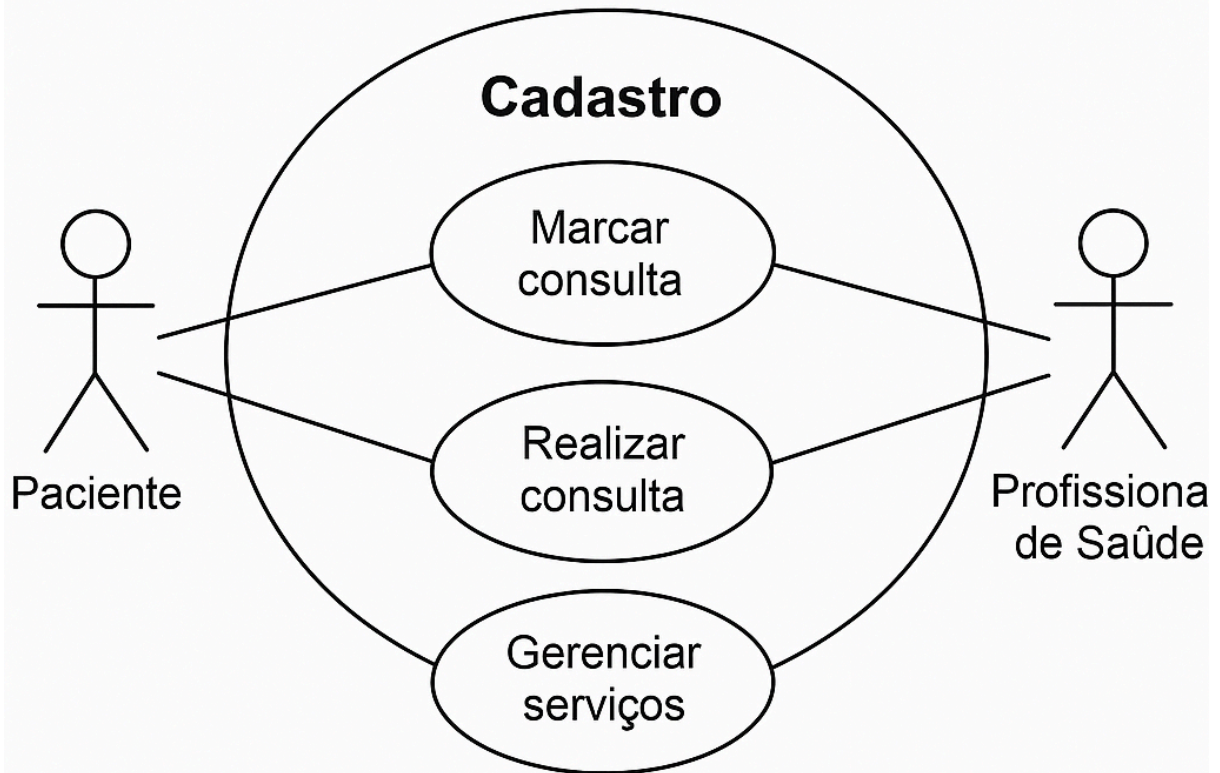 Cadastro
Marcar
consulta
Realizar
consulta
Gerenciar
serviços
Paciente
Profissiona
de Saûde